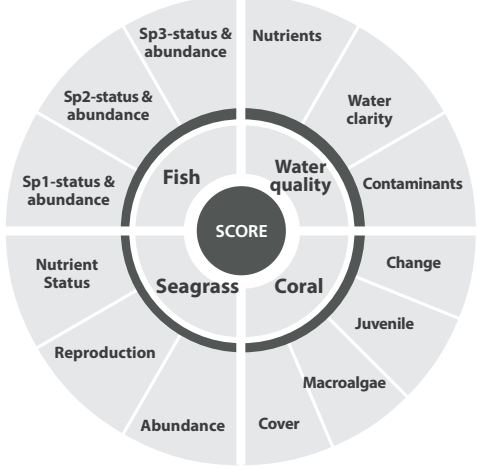 Sp3-status &
abundance
Nutrients
Sp2-status &
abundance
Water
clarity
Sp1-status &
abundance
Fish
Water
quality
Contaminants
SCORE
Nutrient
Status
Seagrass
Coral
Change
Reproduction
Juvenile
Macroalgae
Abundance
Cover